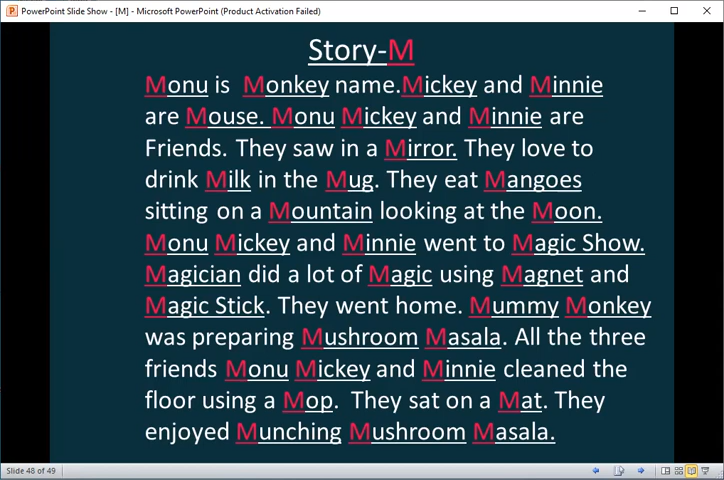 PowerPoint Slide Show - [M] - Microsoft PowerPoint (Product Activation Failed)
Story-M
Monu is Monkey name.Mickey and Minnie
are Mouse. Monu Mickey and Minnie are
Friends. They saw in a Mirror. They love to
drink Milk in the Mug. They eat Mangoes
sitting on a Mountain looking at the Moon.
Monu Mickey and Minnie went to Magic Show.
Magician did a lot of Magic using Magnet and
Magic Stick. They went home. Mummy Monkey
was preparing Mushroom Masala. All the three
friends Monu Mickey and Minnie cleaned the
floor using a Mop. They sat on a Mat. They
enjoyed Munching Mushroom Masala.
Slide 48 of 49